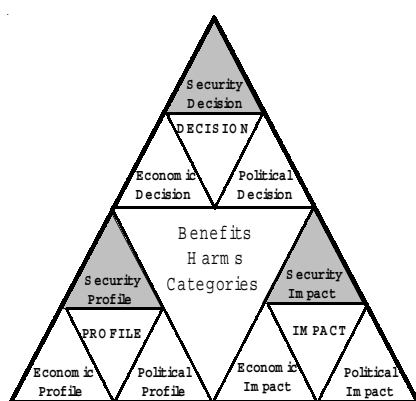 Security
Decision
DECISION
Economic
Decision
Political
Decision
Benefits
Harms
Categories
Security
Profile
Security
Impact
PROFILE
IMPACT
Economic
Profile
Political
Profile
Economic
Impact
Political
Impact